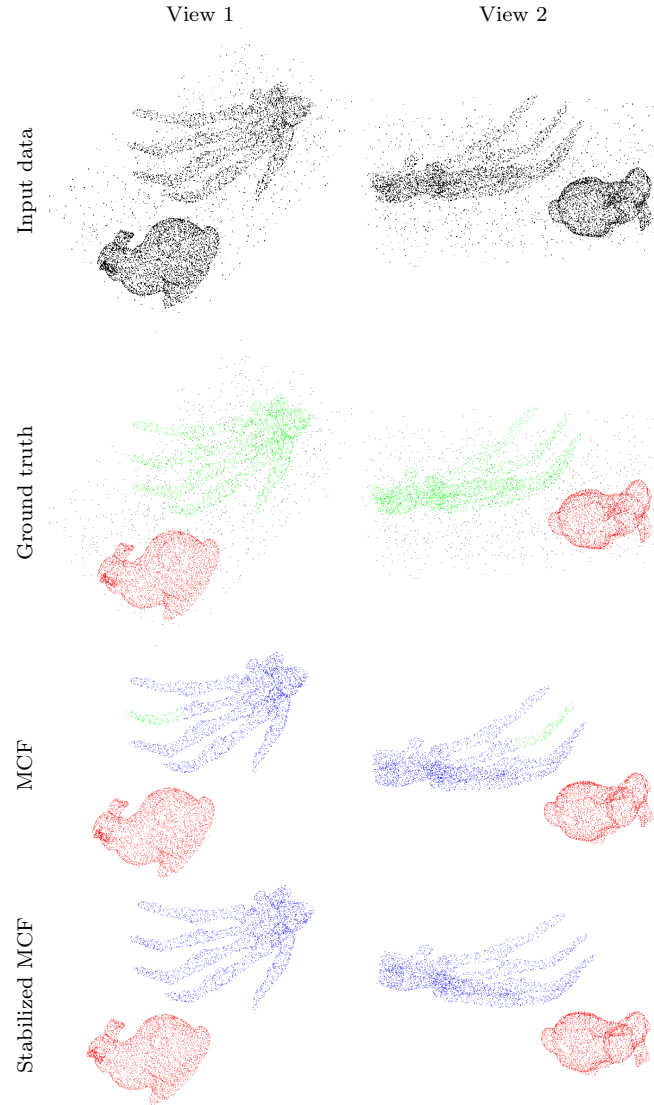 View 1
View 2
Input data
Ground truth
MCF
Stabilized MCF